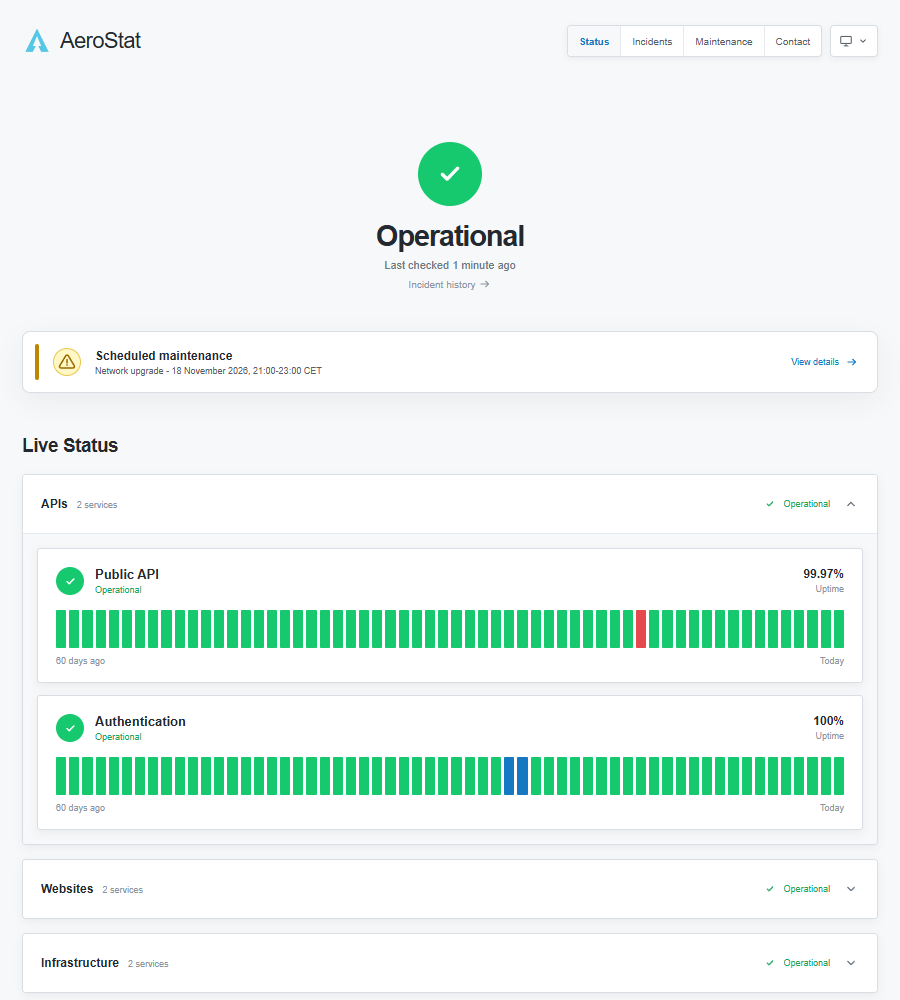 AeroStat
Status Incidents Maintenance Contact
Operational
Last checked 1 minute ago
Incident history →
Scheduled maintenance
Network upgrade - 18 November 2026, 21:00-23:00 CET
View details →
Live Status
APIs 2 services Operational
Public API 99.97%
Operational Uptime
60 days ago Today
Authentication 100%
Operational Uptime
60 days ago Today
Websites 2 services Operational
Infrastructure 2 services Operational